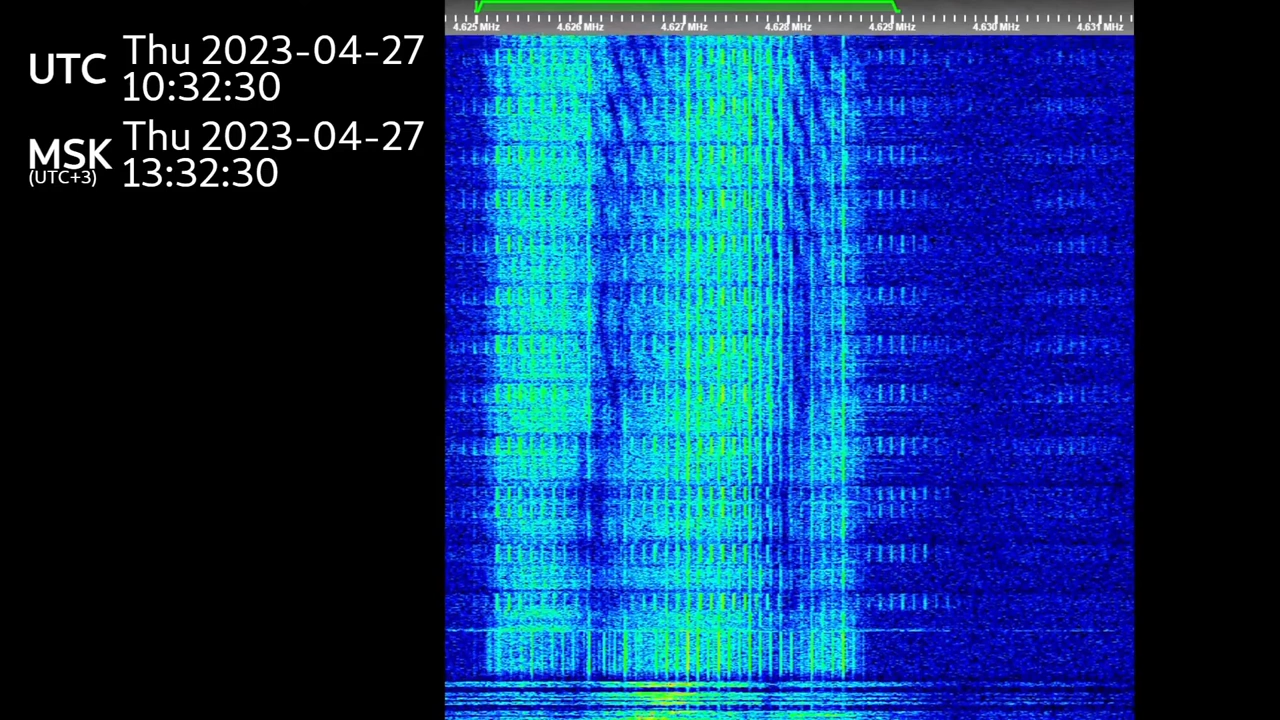 4.625 MHz 4.626 MHz 4.627 MHz 4.628 MHz 4.629 MHz 4.630 MHz 4.631 MHz
UTC Thu 2023-04-27
10:32:30
MSK Thu 2023-04-27
(UTC+3) 13:32:30